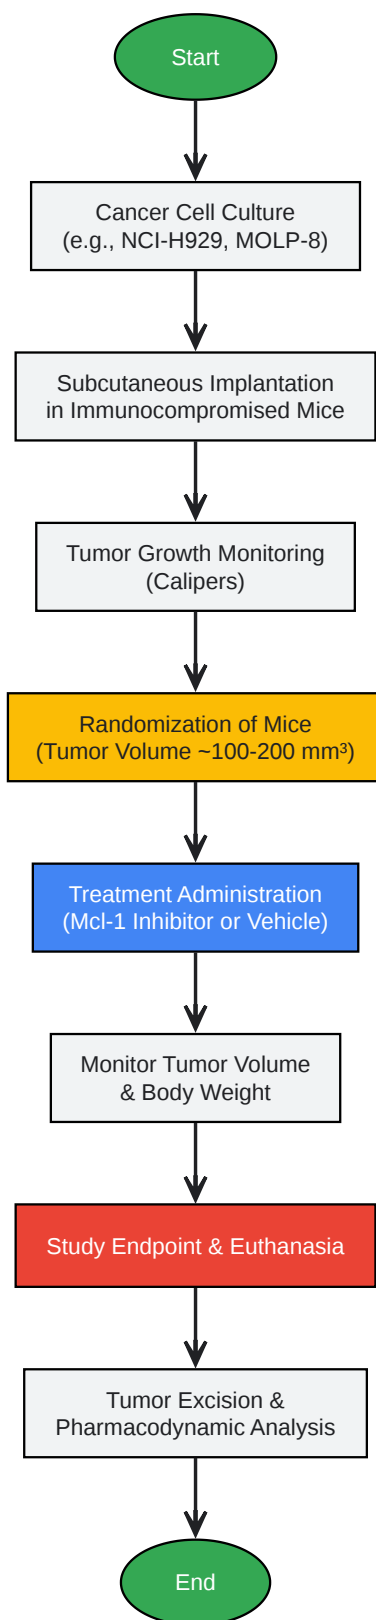 Start
Cancer Cell Culture
(e.g., NCI-H929, MOLP-8)
Subcutaneous Implantation
in Immunocompromised Mice
Tumor Growth Monitoring
(Calipers)
Randomization of Mice
(Tumor Volume ~100-200 mm³)
Treatment Administration
(Mcl-1 Inhibitor or Vehicle)
Monitor Tumor Volume
& Body Weight
Study Endpoint & Euthanasia
Tumor Excision &
Pharmacodynamic Analysis
End